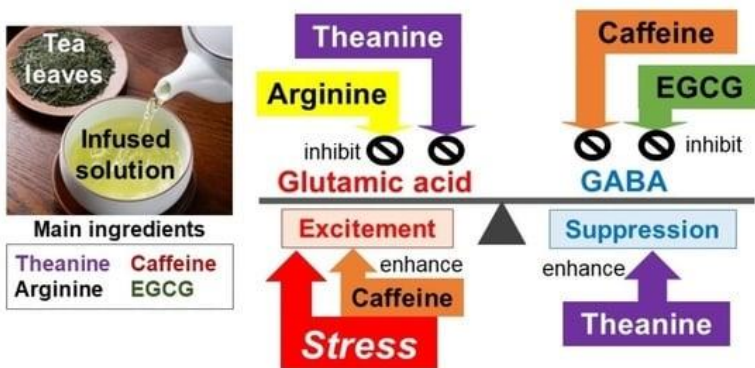 Tea
leaves
Infused
solution
Main ingredients
Theanine Caffeine
Arginine EGCG
Theanine
Arginine
inhibit
Glutamic acid
Excitement
enhance
Caffeine
Stress
Caffeine
EGCG
inhibit
GABA
Suppression
enhance
Theanine